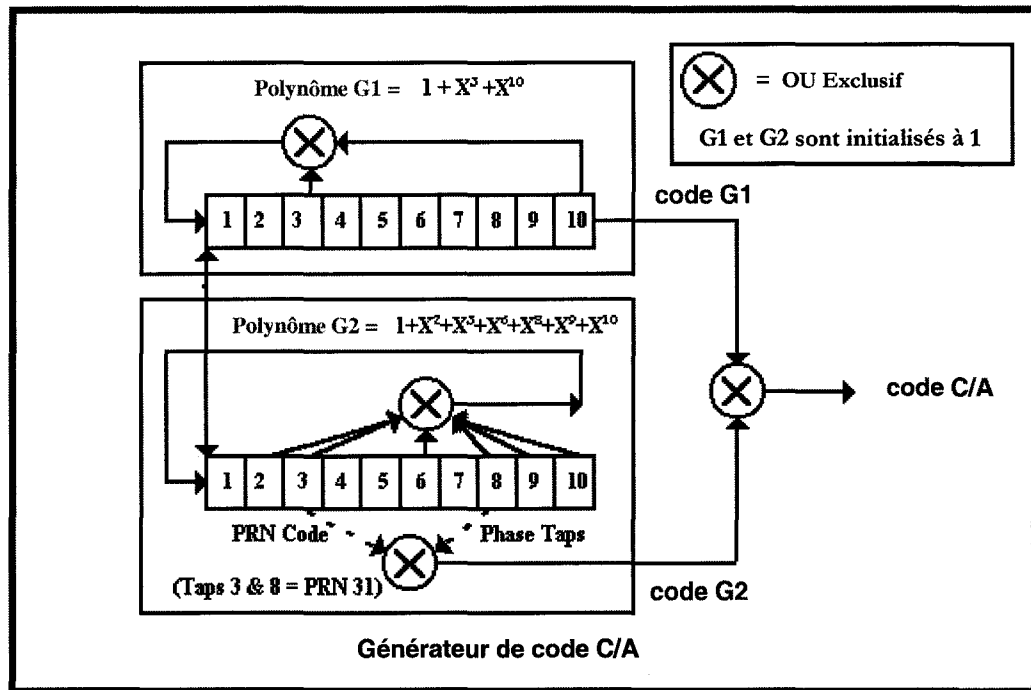 Polynôme G1 = 1 + X³ + X¹⁰
= OU Exclusif
G1 et G2 sont initialisés à 1
1 2 3 4 5 6 7 8 9 10
code G1
Polynôme G2 = 1+X²+X³+X⁶+X⁸+X⁹+X¹⁰
code C/A
1 2 3 4 5 6 7 8 9 10
PRN Code Phase Taps
(Taps 3 & 8 = PRN 31)
code G2
Générateur de code C/A